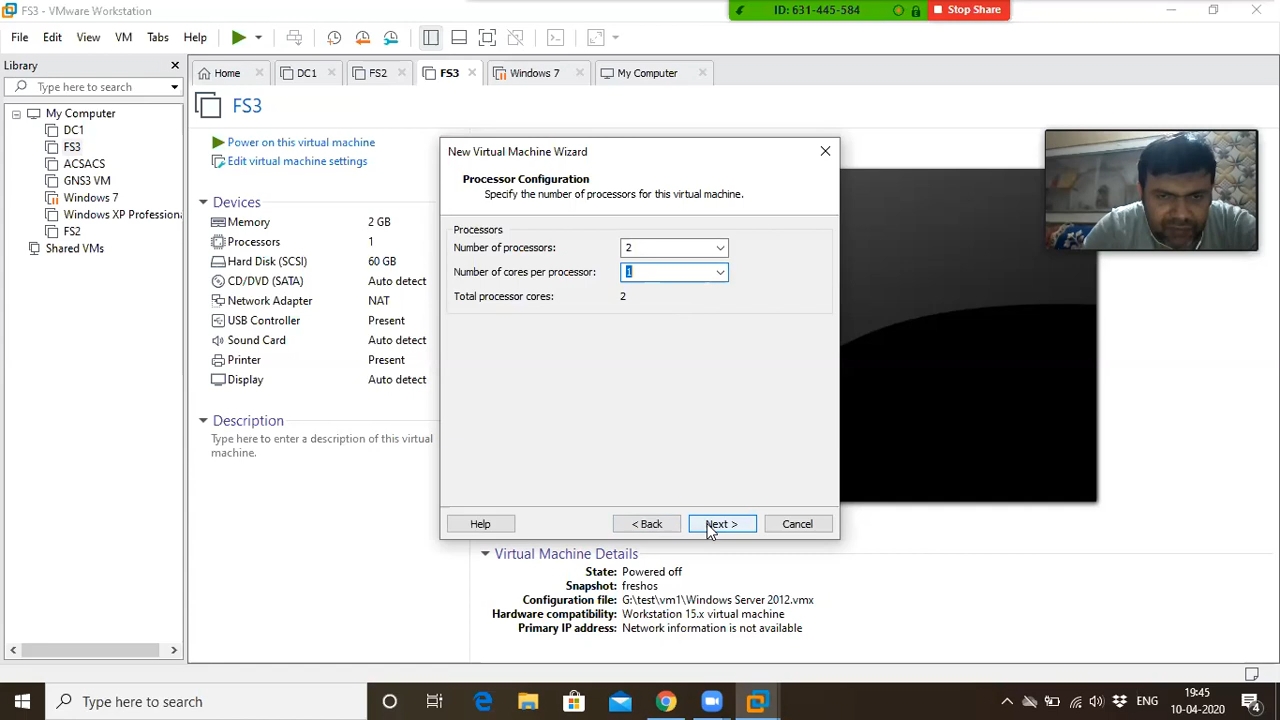 FS3 - VMware Workstation
ID: 631-445-584
Stop Share
File Edit View VM Tabs Help
Library
Type here to search
My Computer
DC1
FS3
ACSACS
GNS3 VM
Windows 7
Windows XP Professiona
FS2
Shared VMs
Home DC1 FS2 FS3 Windows 7 My Computer
FS3
Power on this virtual machine
Edit virtual machine settings
Devices
Memory 2 GB
Processors 1
Hard Disk (SCSI) 60 GB
CD/DVD (SATA) Auto detect
Network Adapter NAT
USB Controller Present
Sound Card Auto detect
Printer Present
Display Auto detect
Description
Type here to enter a description of this virtual
machine.
New Virtual Machine Wizard
Processor Configuration
Specify the number of processors for this virtual machine.
Processors
Number of processors: 2
Number of cores per processor: 1
Total processor cores: 2
Help < Back Next > Cancel
Virtual Machine Details
State: Powered off
Snapshot: freshos
Configuration file: G:\test\vm1\Windows Server 2012.vmx
Hardware compatibility: Workstation 15.x virtual machine
Primary IP address: Network information is not available
Type here to search
ENG
19:45
10-04-2020
4